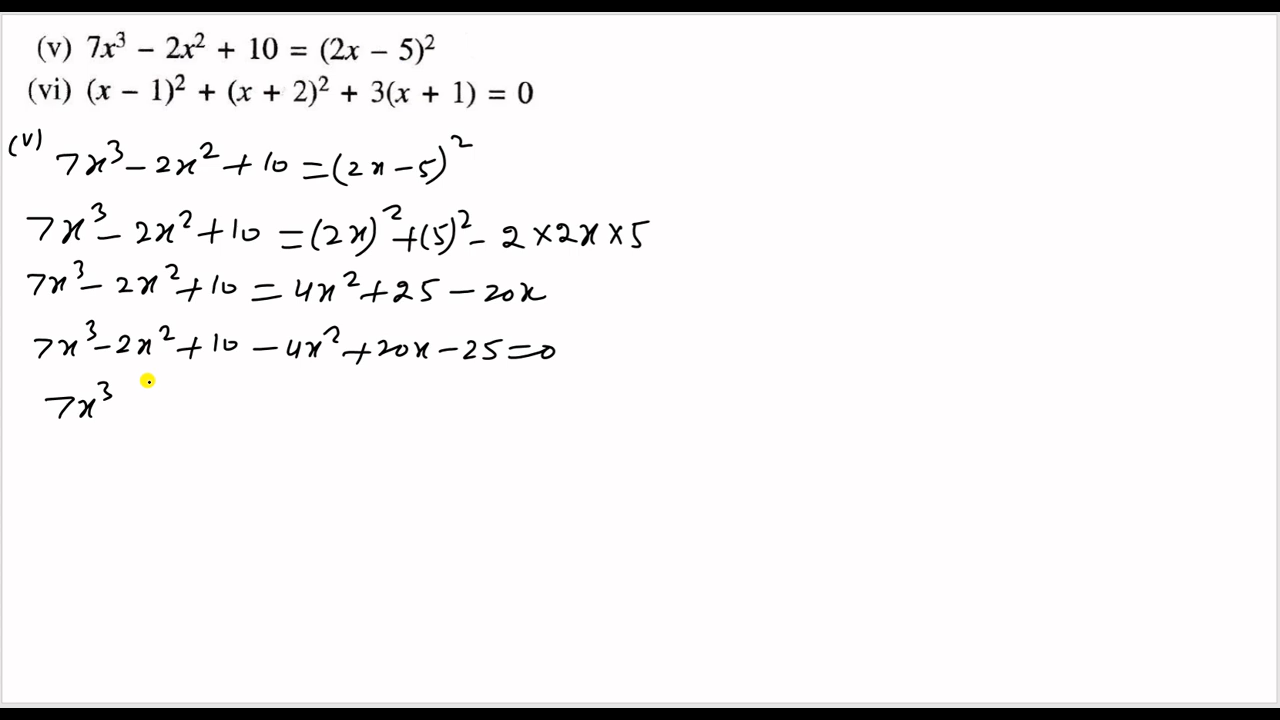 (v) 7x³ – 2x² + 10 = (2x – 5)²
(vi) (x – 1)² + (x + 2)² + 3(x + 1) = 0
(v) 7x³ – 2x² + 10 = (2x – 5)²
7x³ – 2x² + 10 = (2x)² + (5)² – 2 × 2x × 5
7x³ – 2x² + 10 = 4x² + 25 – 20x
7x³ – 2x² + 10 – 4x² + 20x – 25 = 0
7x³